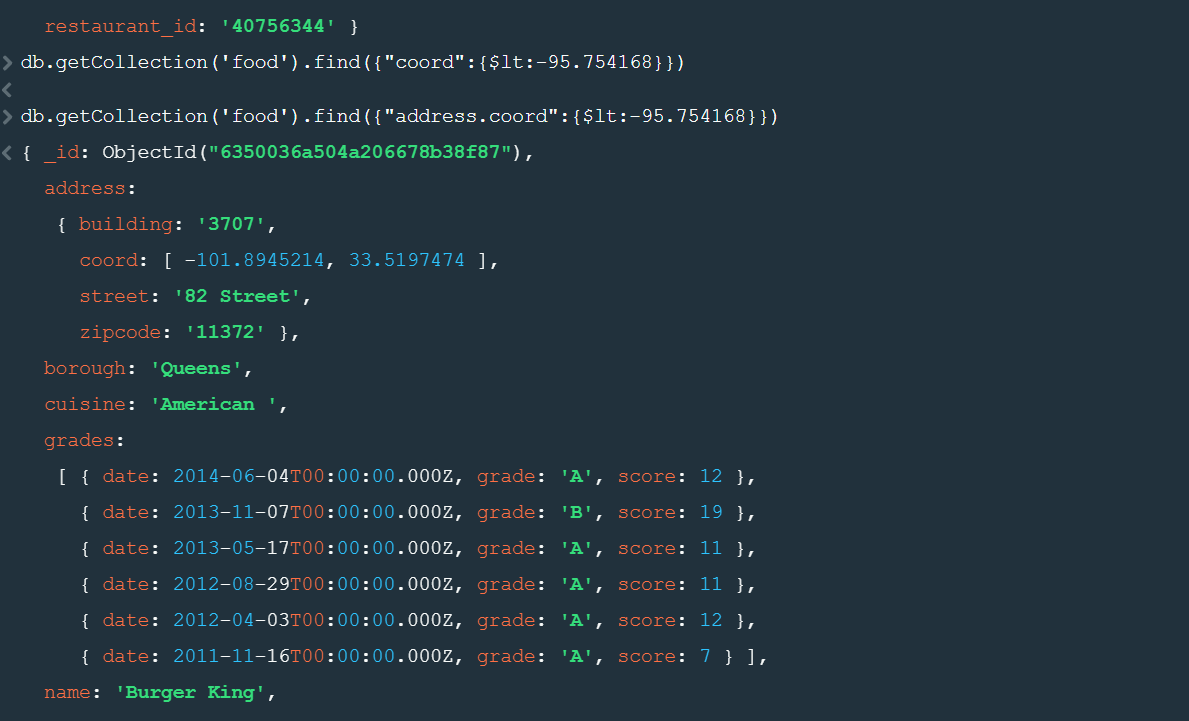 restaurant_id: '40756344' }
> db.getCollection('food').find({"coord":{$lt:-95.754168}})
<
> db.getCollection('food').find({"address.coord":{$lt:-95.754168}})
< { _id: ObjectId("6350036a504a206678b38f87"),
address:
{ building: '3707',
coord: [ -101.8945214, 33.5197474 ],
street: '82 Street',
zipcode: '11372' },
borough: 'Queens',
cuisine: 'American ',
grades:
[ { date: 2014-06-04T00:00:00.000Z, grade: 'A', score: 12 },
{ date: 2013-11-07T00:00:00.000Z, grade: 'B', score: 19 },
{ date: 2013-05-17T00:00:00.000Z, grade: 'A', score: 11 },
{ date: 2012-08-29T00:00:00.000Z, grade: 'A', score: 11 },
{ date: 2012-04-03T00:00:00.000Z, grade: 'A', score: 12 },
{ date: 2011-11-16T00:00:00.000Z, grade: 'A', score: 7 } ],
name: 'Burger King',